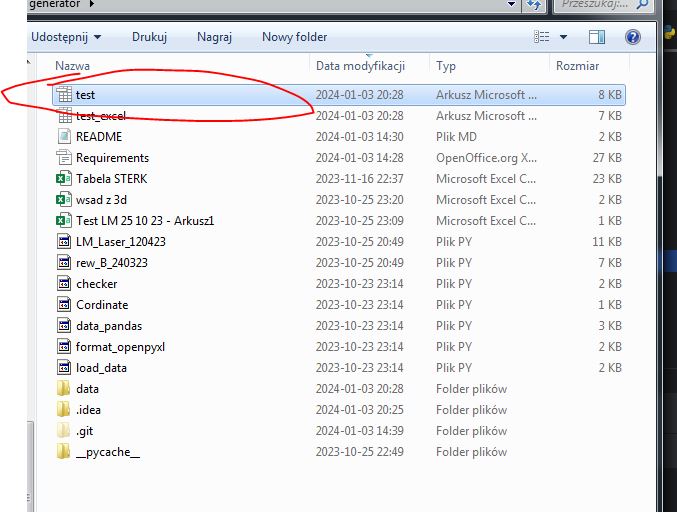 generator
Przeszukaj:...
Udostępnij Drukuj Nagraj Nowy folder
Nazwa Data modyfikacji Typ Rozmiar
test 2024-01-03 20:28 Arkusz Microsoft ... 8 KB
test_excel 2024-01-03 20:28 Arkusz Microsoft ... 7 KB
README 2024-01-03 14:30 Plik MD 2 KB
Requirements 2024-01-03 14:28 OpenOffice.org X... 27 KB
Tabela STERK 2023-11-16 22:37 Microsoft Excel C... 23 KB
wsad z 3d 2023-10-25 23:20 Microsoft Excel C... 2 KB
Test LM 25 10 23 - Arkusz1 2023-10-25 23:09 Microsoft Excel C... 1 KB
LM_Laser_120423 2023-10-25 20:49 Plik PY 11 KB
rew_B_240323 2023-10-25 20:49 Plik PY 7 KB
checker 2023-10-23 23:14 Plik PY 2 KB
Cordinate 2023-10-23 23:14 Plik PY 2 KB
data_pandas 2023-10-23 23:14 Plik PY 3 KB
format_openpyxl 2023-10-23 23:14 Plik PY 2 KB
load_data 2023-10-23 23:14 Plik PY 2 KB
data 2024-01-03 20:28 Folder plików
.idea 2024-01-03 20:25 Folder plików
.git 2024-01-03 14:39 Folder plików
__pycache__ 2023-10-25 22:49 Folder plików